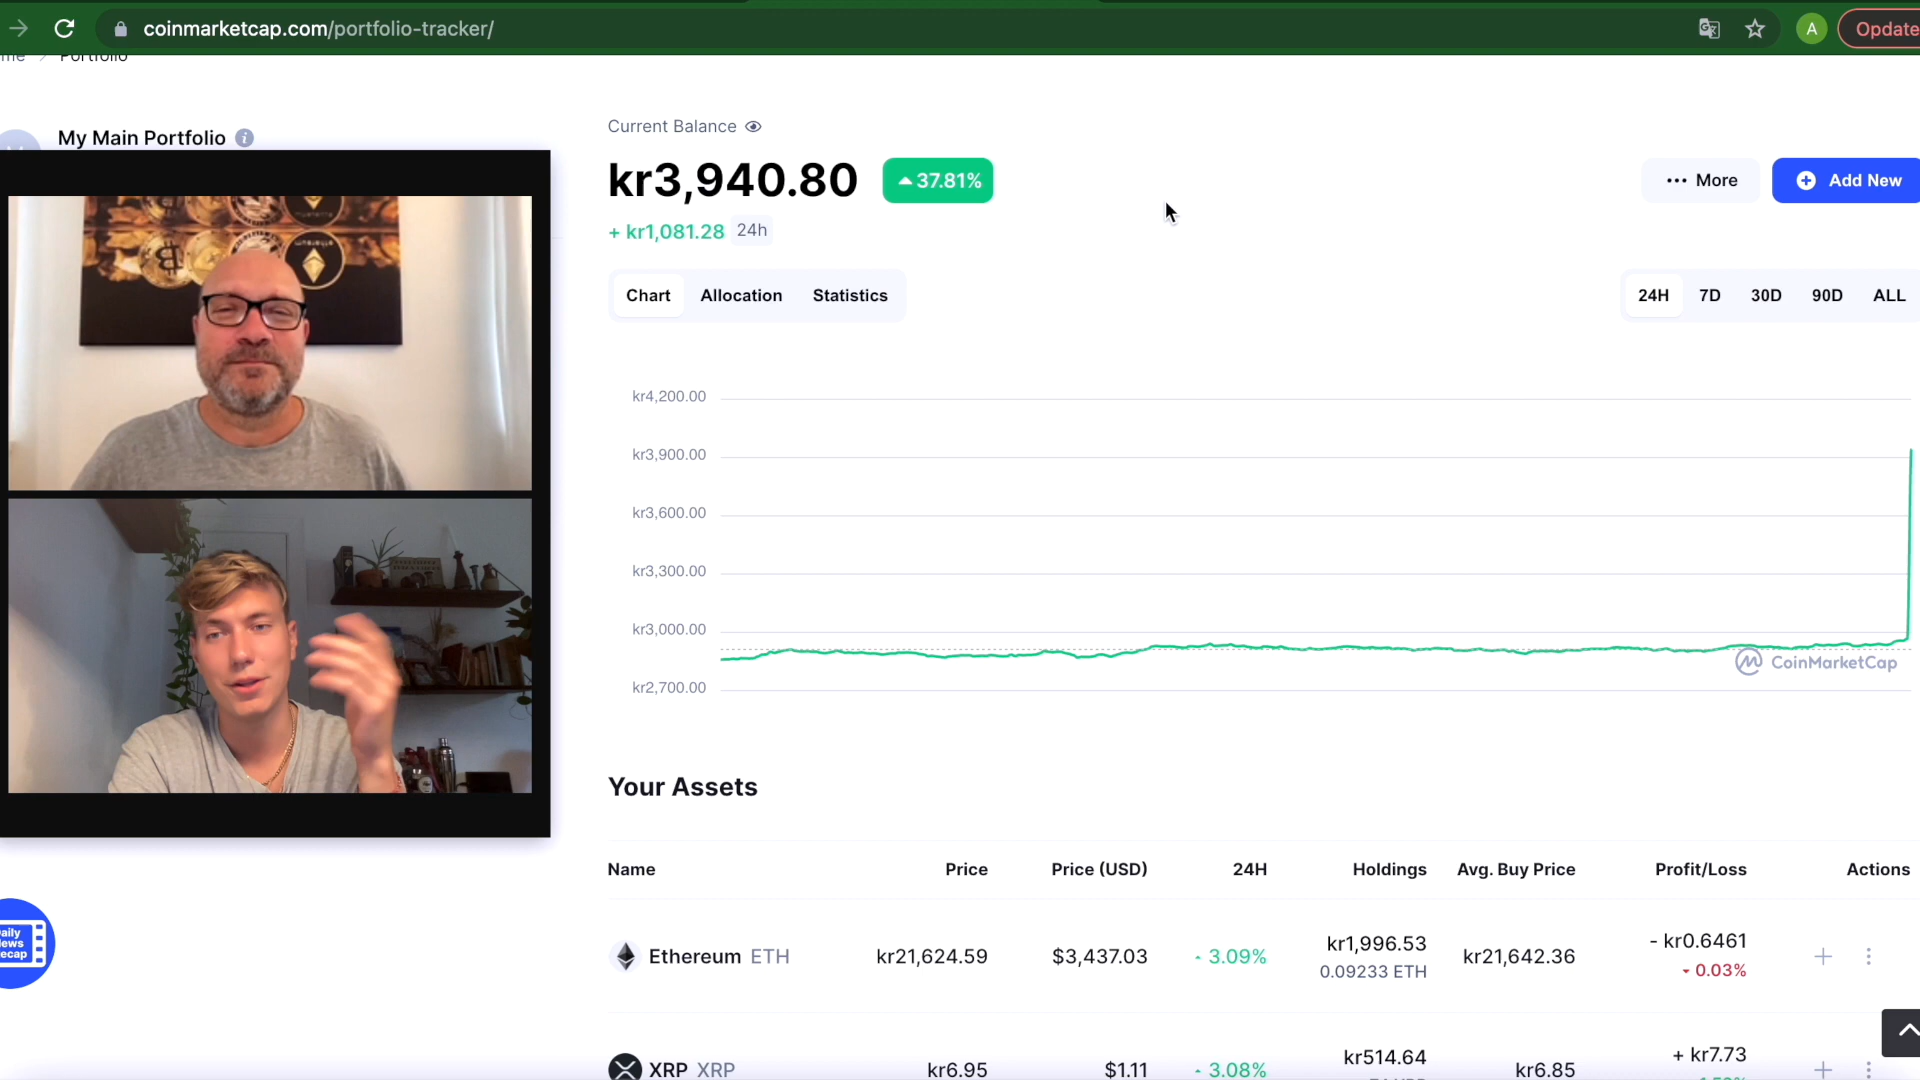 coinmarketcap.com/portfolio-tracker/
A
Opdate
Portfolio
My Main Portfolio
Current Balance
kr3,940.80
37.81%
+ kr1,081.28 24h
More
Add New
Chart Allocation Statistics
24H 7D 30D 90D ALL
kr4,200.00
kr3,900.00
kr3,600.00
kr3,300.00
kr3,000.00
kr2,700.00
CoinMarketCap
Your Assets
Name Price Price (USD) 24H Holdings Avg. Buy Price Profit/Loss Actions
Ethereum ETH kr21,624.59 $3,437.03 3.09% kr1,996.53 kr21,642.36 - kr0.6461
0.09233 ETH 0.03%
XRP XRP kr6.95 $1.11 3.08% kr514.64 kr6.85 + kr7.73